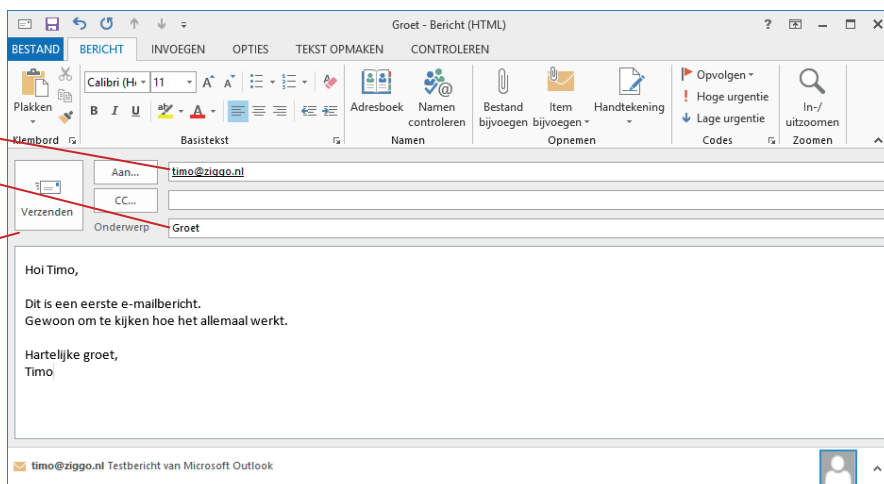 Groet - Bericht (HTML) ?
BESTAND BERICHT INVOEGEN OPTIES TEKST OPMAKEN CONTROLEREN
Plakken
Klembord
Calibri (H 11 A A
B I U aby A
Basistekst
Adresboek
Namen controleren
Namen
Bestand bijvoegen
Item bijvoegen
Handtekening
Opnemen
Opvolgen
! Hoge urgentie
Lage urgentie
Codes
In-/ uitzoomen
Zoomen
Verzenden
Aan... timo@ziggo.nl
CC...
Onderwerp Groet
Hoi Timo,
Dit is een eerste e-mailbericht.
Gewoon om te kijken hoe het allemaal werkt.
Hartelijke groet,
Timo
timo@ziggo.nl Testbericht van Microsoft Outlook